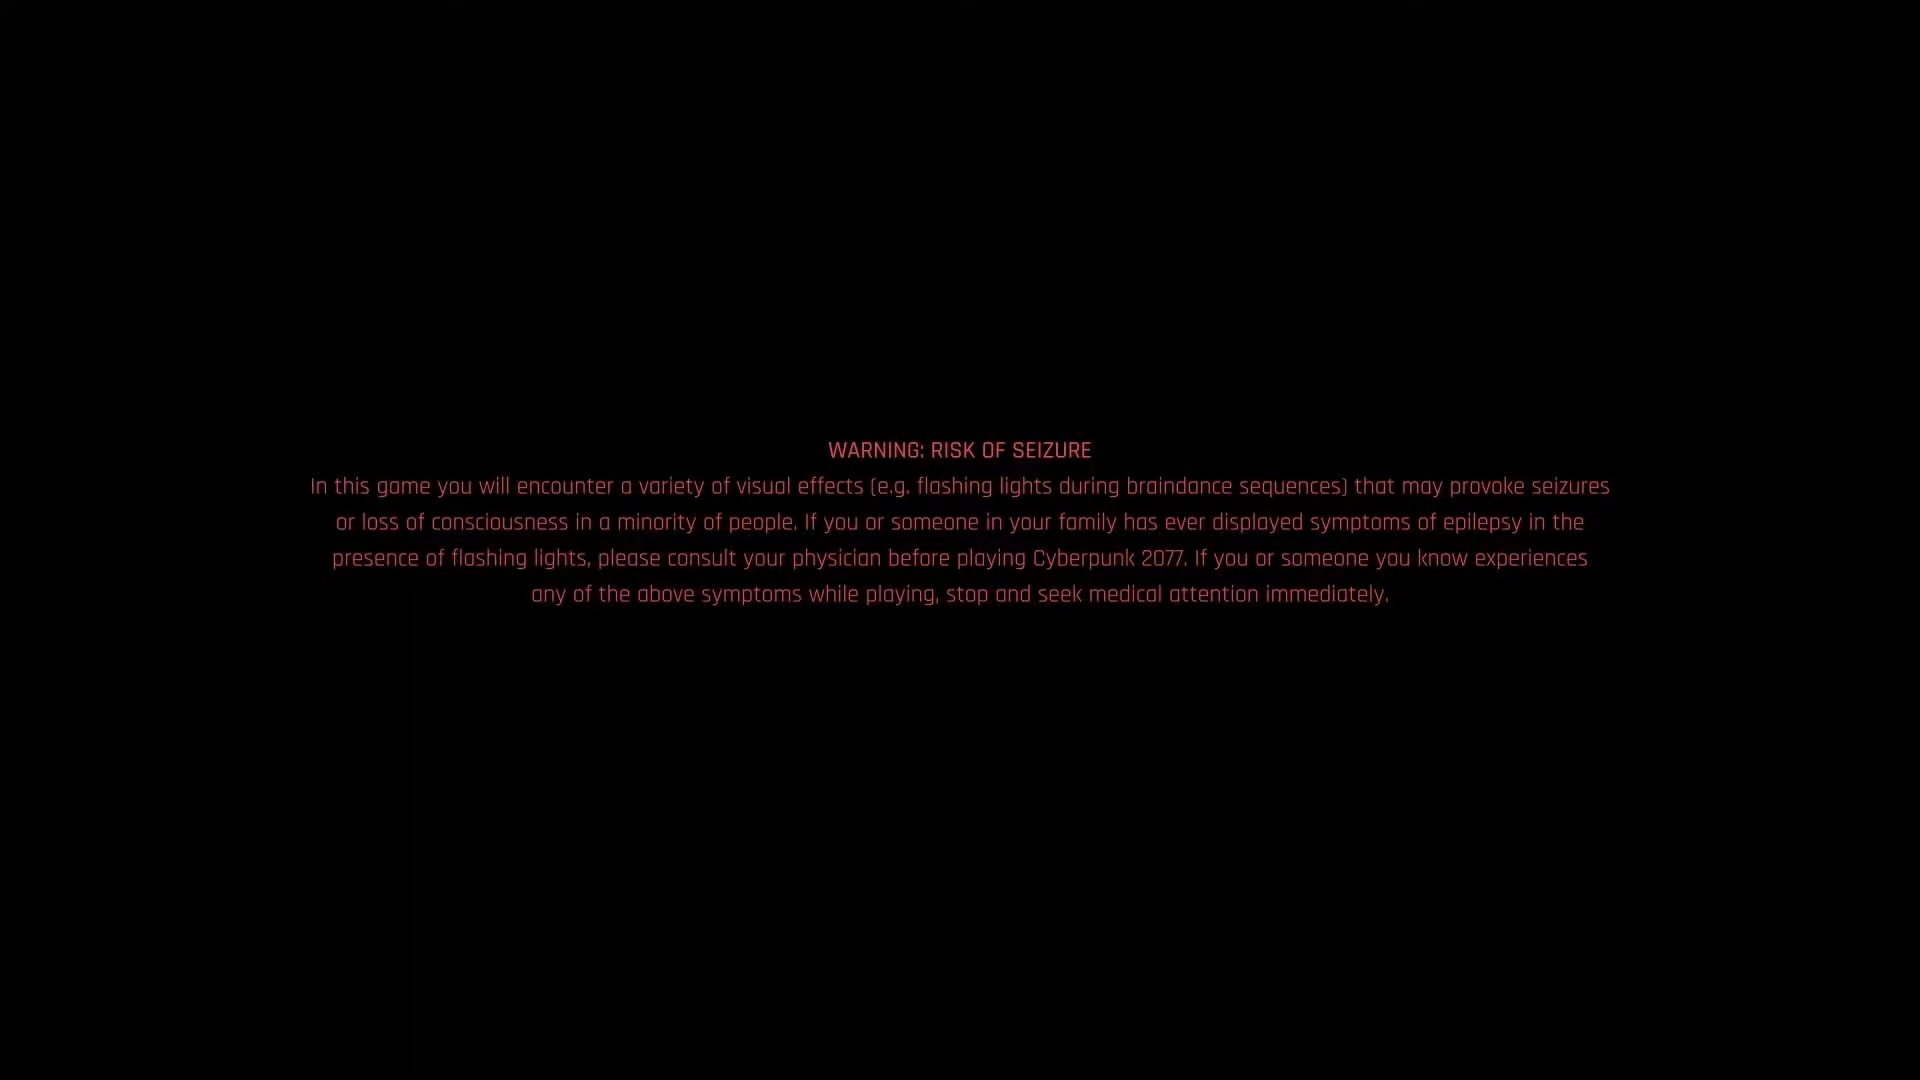 WARNING: RISK OF SEIZURE
In this game you will encounter a variety of visual effects (e.g. flashing lights during braindance sequences) that may provoke seizures
or loss of consciousness in a minority of people. If you or someone in your family has ever displayed symptoms of epilepsy in the
presence of flashing lights, please consult your physician before playing Cyberpunk 2077. If you or someone you know experiences
any of the above symptoms while playing, stop and seek medical attention immediately.